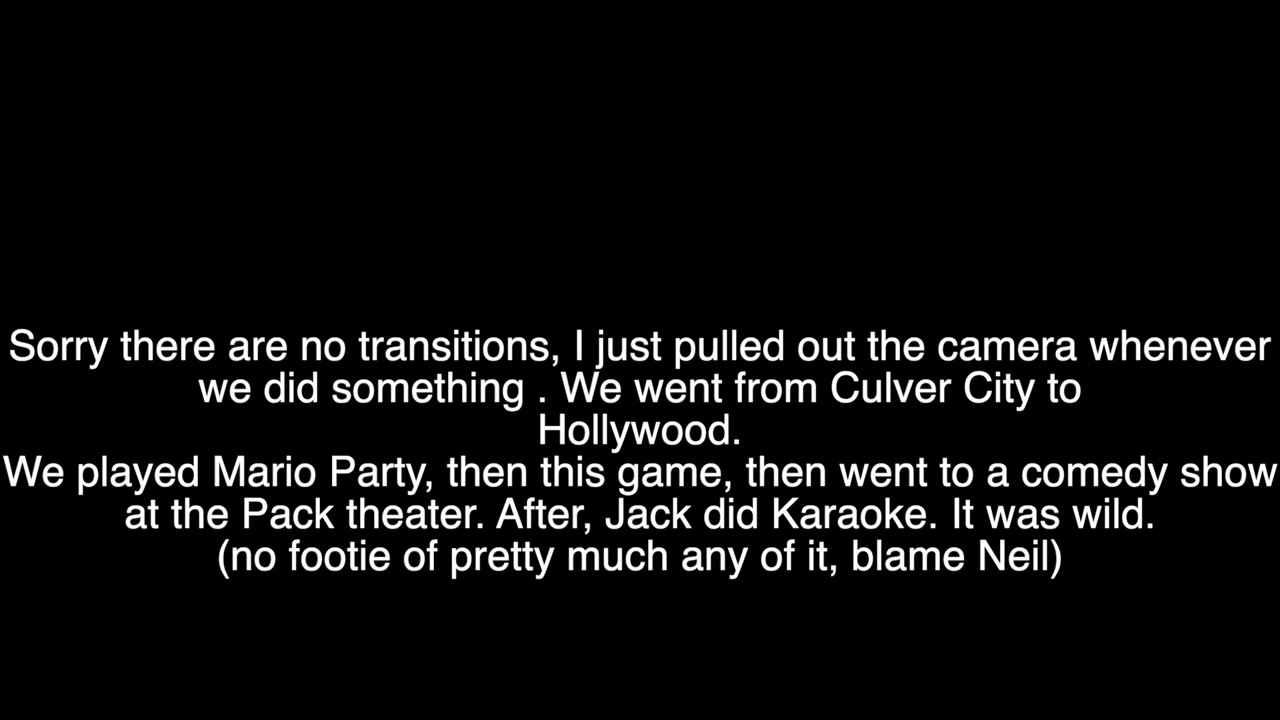 Sorry there are no transitions, I just pulled out the camera whenever
we did something . We went from Culver City to
Hollywood.
We played Mario Party, then this game, then went to a comedy show
at the Pack theater. After, Jack did Karaoke. It was wild.
(no footie of pretty much any of it, blame Neil)